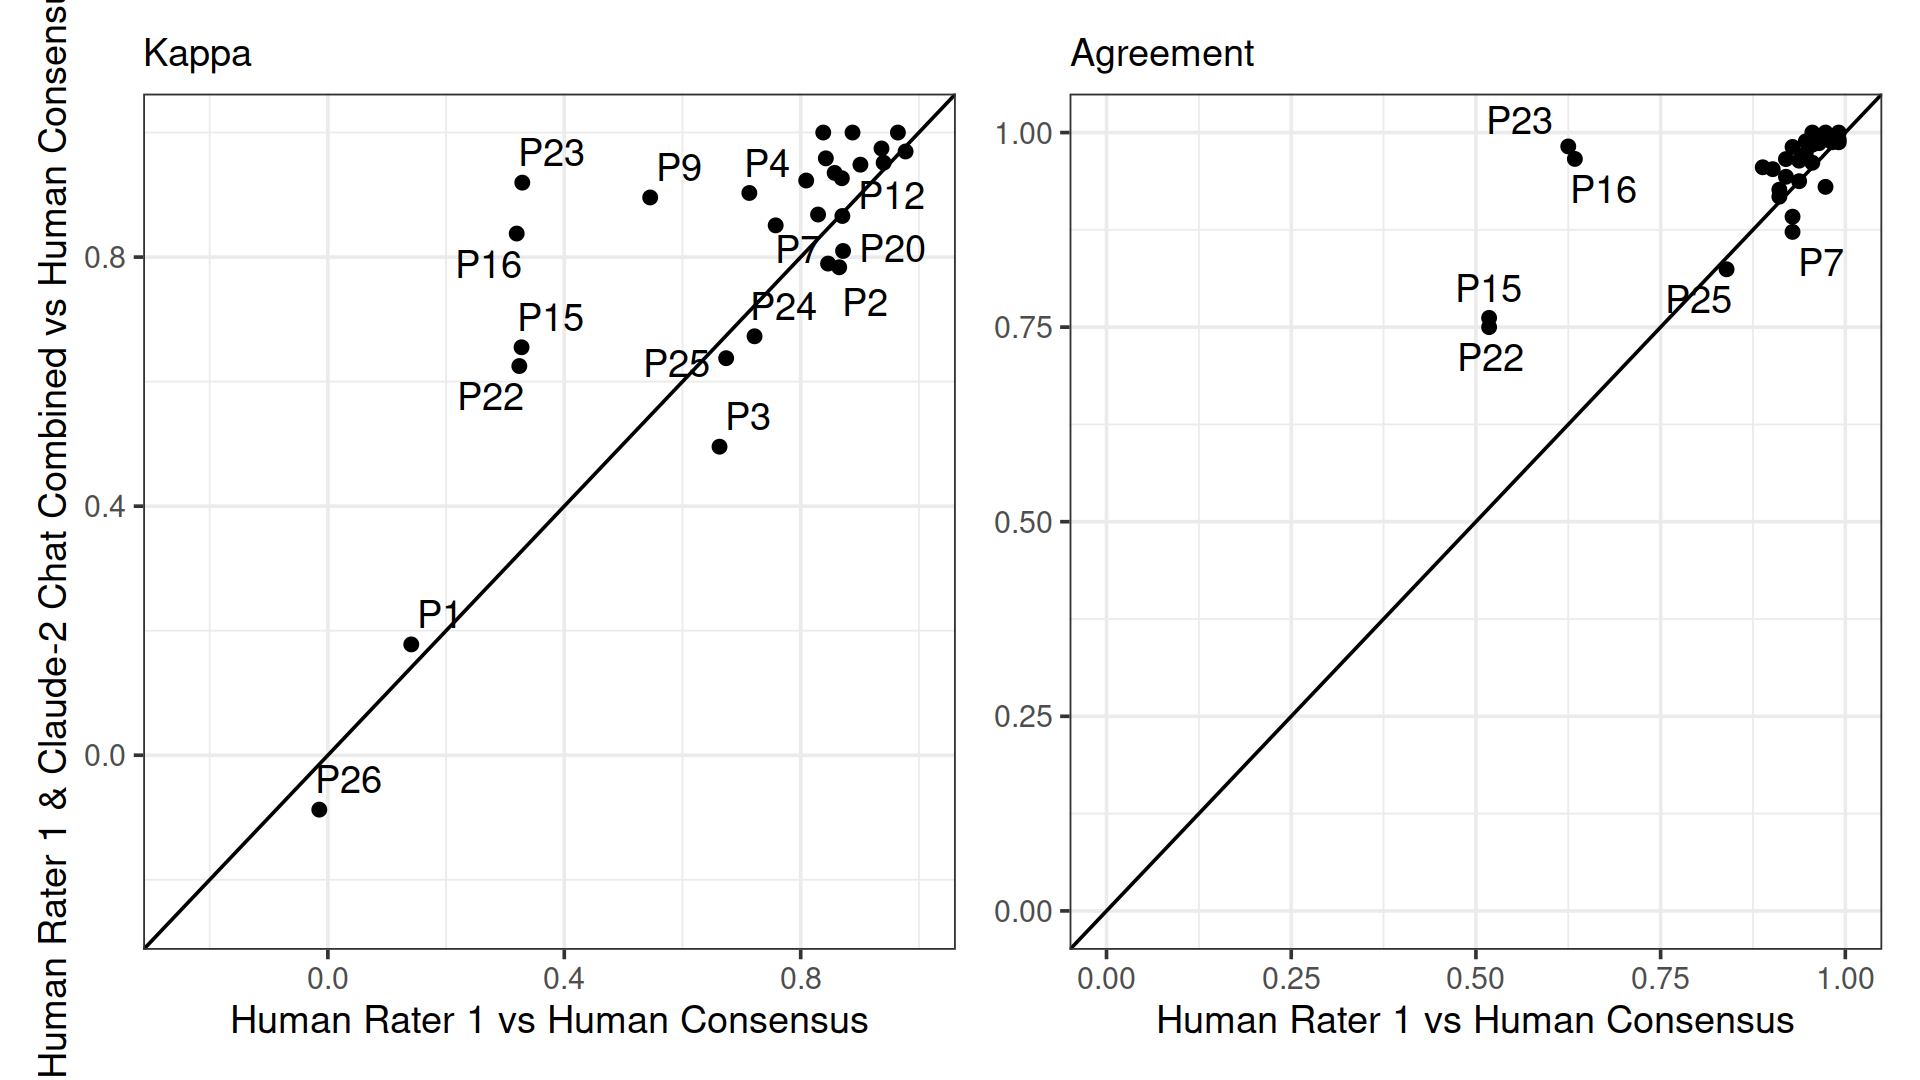 Kappa
Human Rater 1 & Claude-2 Chat Combined vs Human
0.8
0.4
0.0
P23
P9
P4
P12
P16
P7
P20
P15
P24
P2
P25
P22
P3
P1
P26
0.0 0.4 0.8
Human Rater 1 vs Human Consensus
Agreement
1.00
0.75
0.50
0.25
0.00
P23
P16
P7
P15
P25
P22
0.00 0.25 0.50 0.75 1.00
Human Rater 1 vs Human Consensus